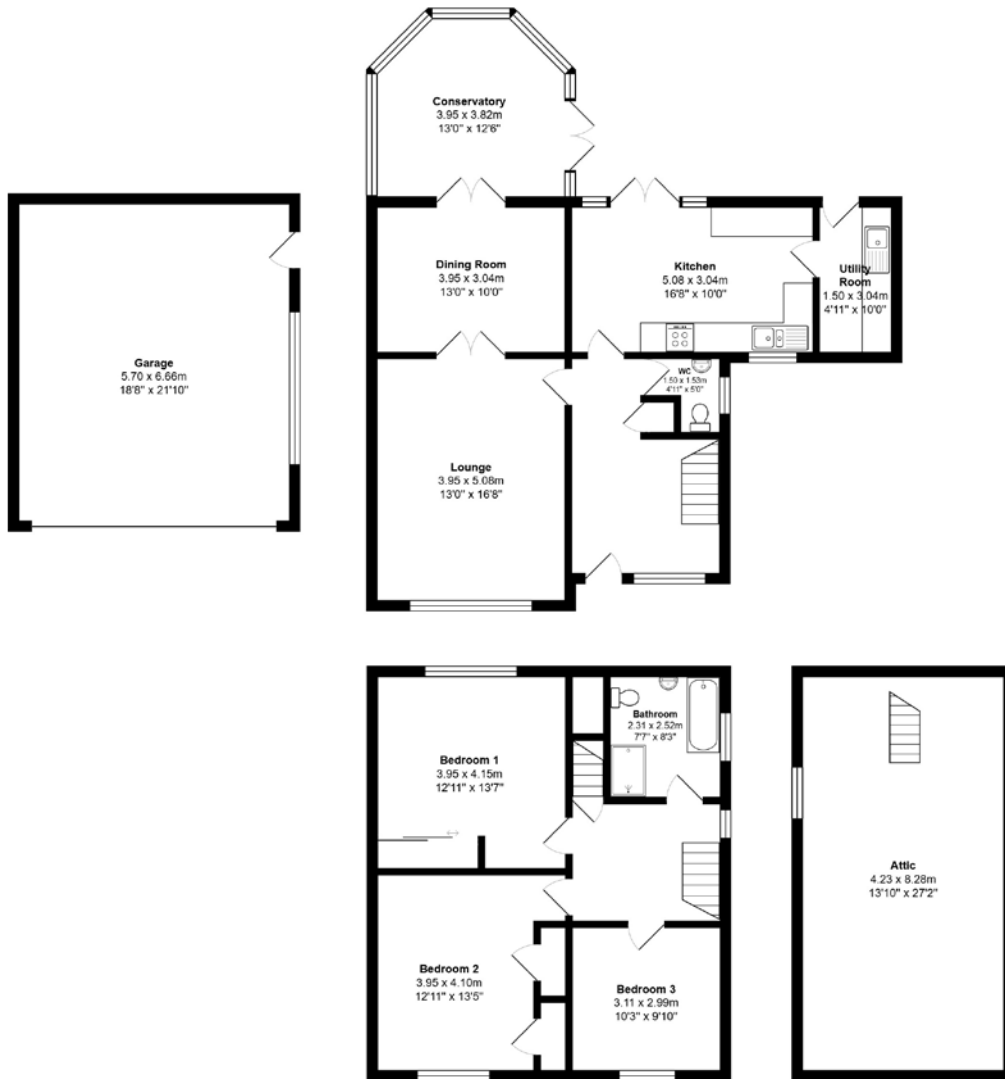 Conservatory
3.95 x 3.82m
13'0" x 12'6"
Dining Room
3.95 x 3.04m
13'0" x 10'0"
Kitchen
5.08 x 3.04m
16'8" x 10'0"
Utility
Room
1.50 x 3.04m
4'11" x 10'0"
Garage
5.70 x 6.66m
18'8" x 21'10"
WC
1.50 x 1.53m
4'11" x 5'0"
Lounge
3.95 x 5.08m
13'0" x 16'8"
Bathroom
2.31 x 2.52m
7'7" x 8'3"
Bedroom 1
3.95 x 4.15m
12'11" x 13'7"
Attic
4.23 x 8.28m
13'10" x 27'2"
Bedroom 2
3.95 x 4.10m
12'11" x 13'5"
Bedroom 3
3.11 x 2.99m
10'3" x 9'10"